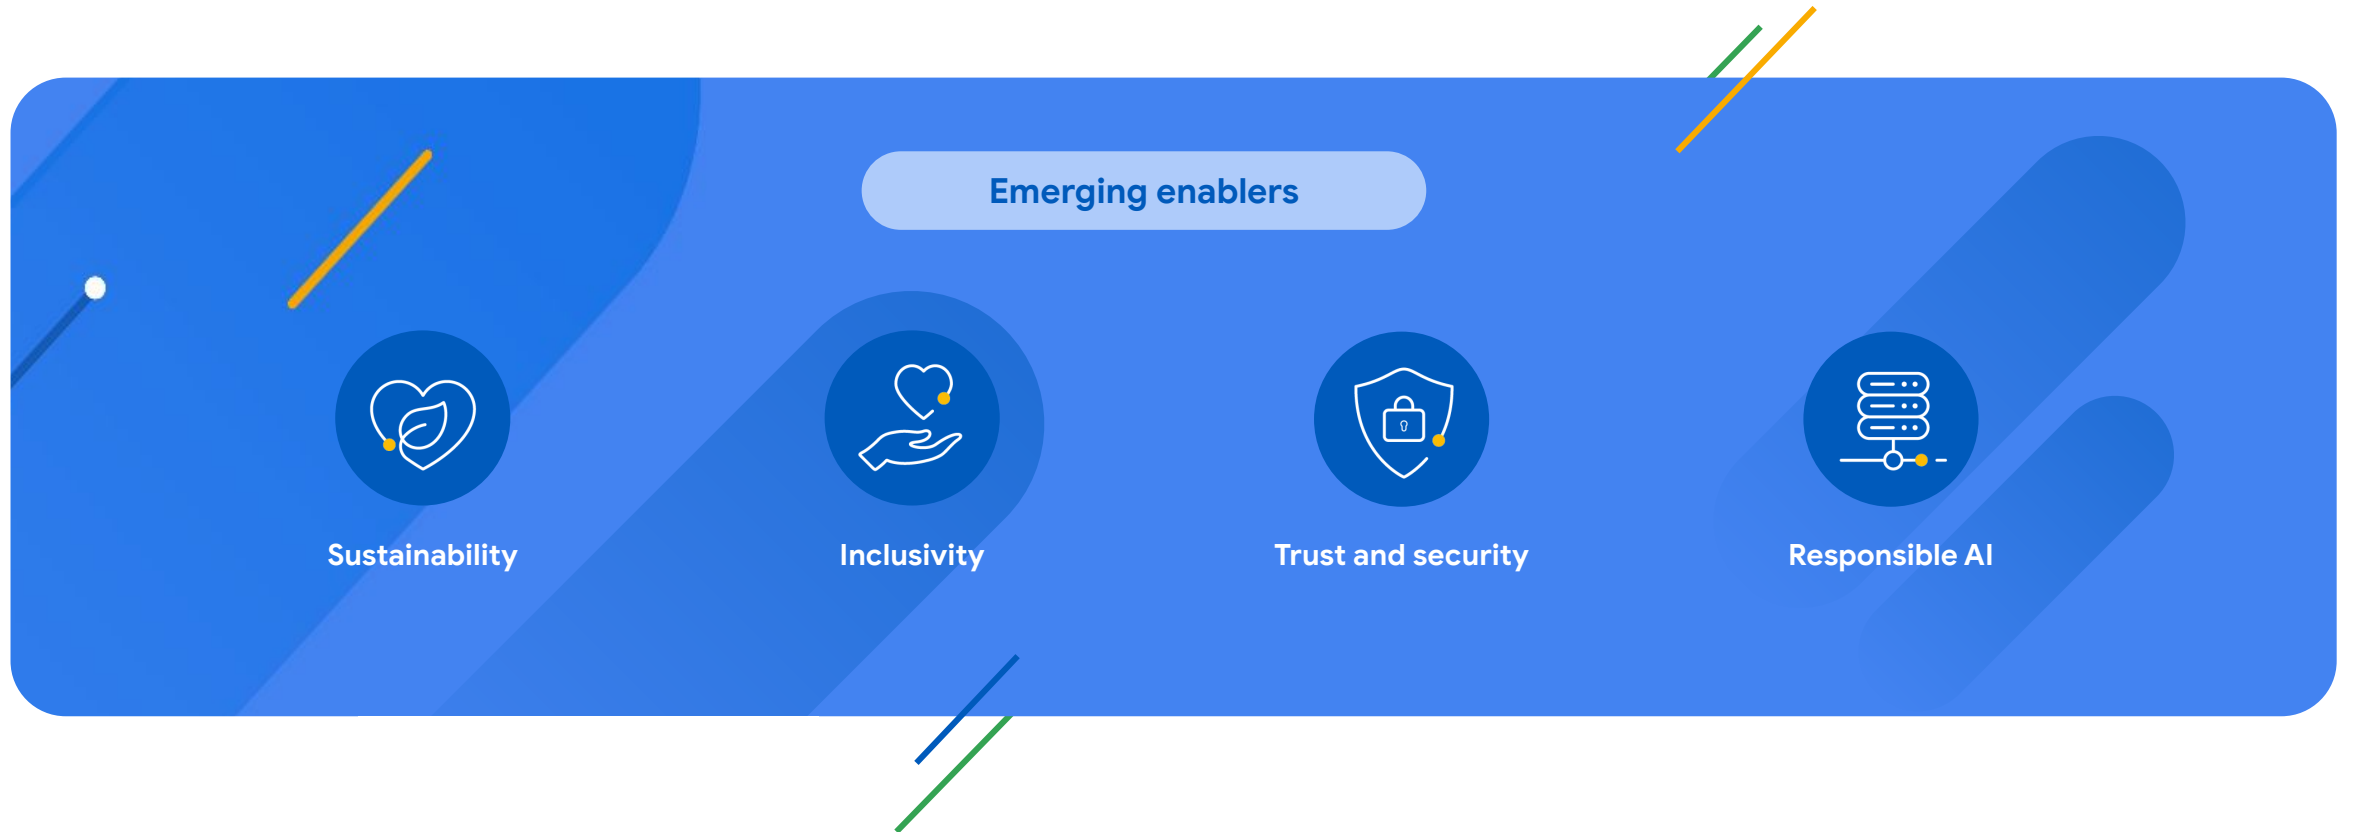 Emerging enablers
Sustainability
Inclusivity
Trust and security
Responsible AI